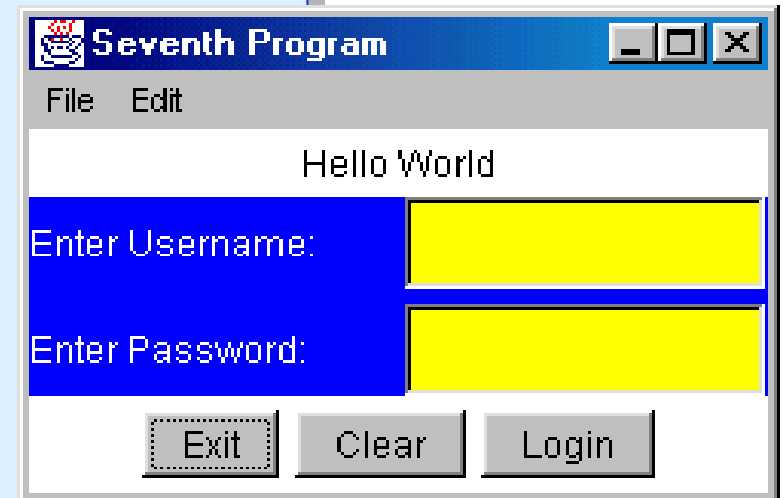 Seventh Program
File Edit
Hello World
Enter Username:
Enter Password:
Exit Clear Login